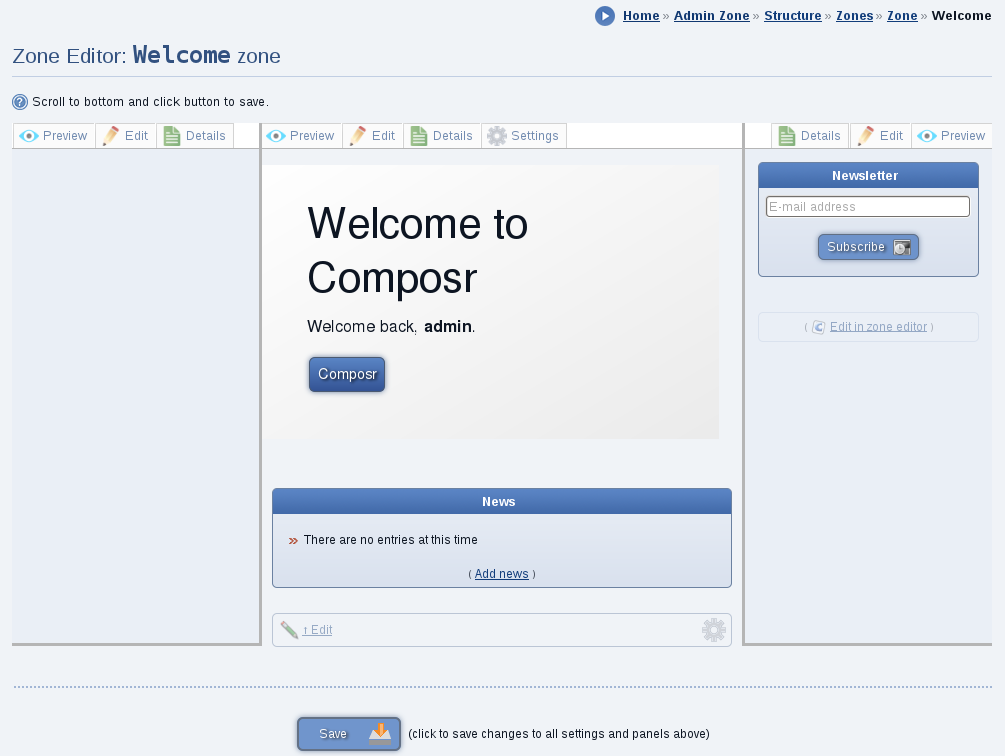 Home » Admin Zone » Structure » Zones » Zone » Welcome
Zone Editor: Welcome zone
Scroll to bottom and click button to save.
Preview Edit Details
Preview Edit Details Settings
Details Edit Preview
Welcome to
Composr
Welcome back, admin.
Composr
Newsletter
E-mail address
Subscribe
( Edit in zone editor )
News
» There are no entries at this time
( Add news )
↑ Edit
Save (click to save changes to all settings and panels above)